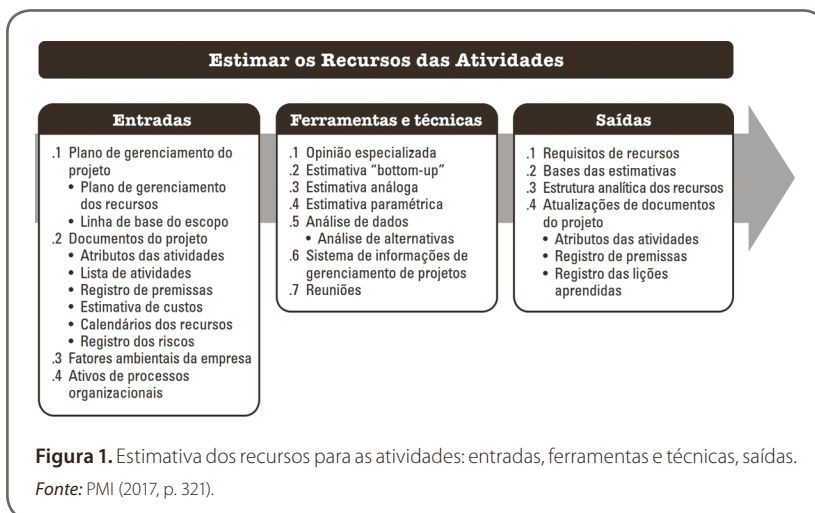 Estimar os Recursos das Atividades
Entradas
.1 Plano de gerenciamento do
projeto
• Plano de gerenciamento
dos recursos
• Linha de base do escopo
.2 Documentos do projeto
• Atributos das atividades
• Lista de atividades
• Registro de premissas
• Estimativa de custos
• Calendários dos recursos
• Registro dos riscos
.3 Fatores ambientais da empresa
.4 Ativos de processos
organizacionais
Ferramentas e técnicas
.1 Opinião especializada
.2 Estimativa "bottom-up"
.3 Estimativa análoga
.4 Estimativa paramétrica
.5 Análise de dados
• Análise de alternativas
.6 Sistema de informações de
gerenciamento de projetos
.7 Reuniões
Saídas
.1 Requisitos de recursos
.2 Bases das estimativas
.3 Estrutura analítica dos recursos
.4 Atualizações de documentos
do projeto
• Atributos das atividades
• Registro de premissas
• Registro das lições
aprendidas
Figura 1. Estimativa dos recursos para as atividades: entradas, ferramentas e técnicas, saídas.
Fonte: PMI (2017, p. 321).